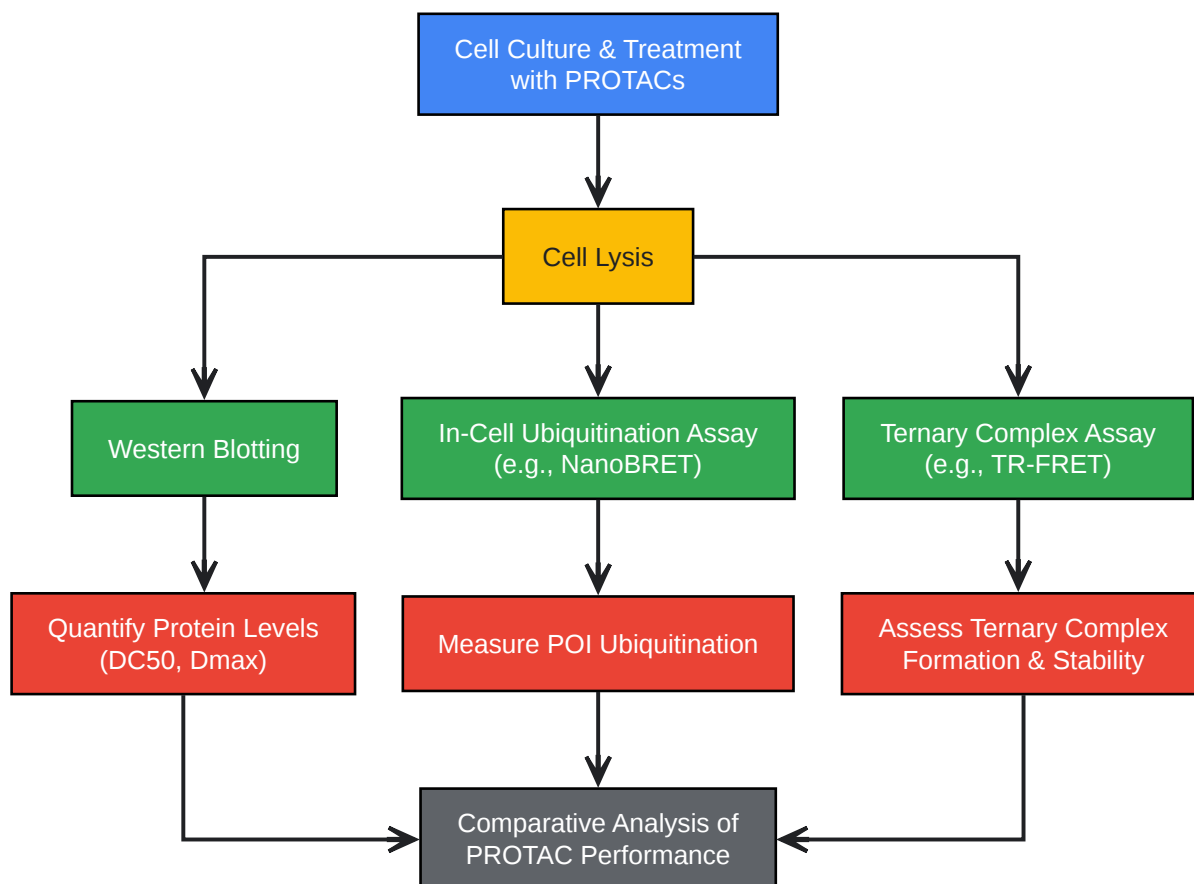 Cell Culture & Treatment
with PROTACs
Cell Lysis
Western Blotting
In-Cell Ubiquitination Assay
(e.g., NanoBRET)
Ternary Complex Assay
(e.g., TR-FRET)
Quantify Protein Levels
(DC50, Dmax)
Measure POI Ubiquitination
Assess Ternary Complex
Formation & Stability
Comparative Analysis of
PROTAC Performance